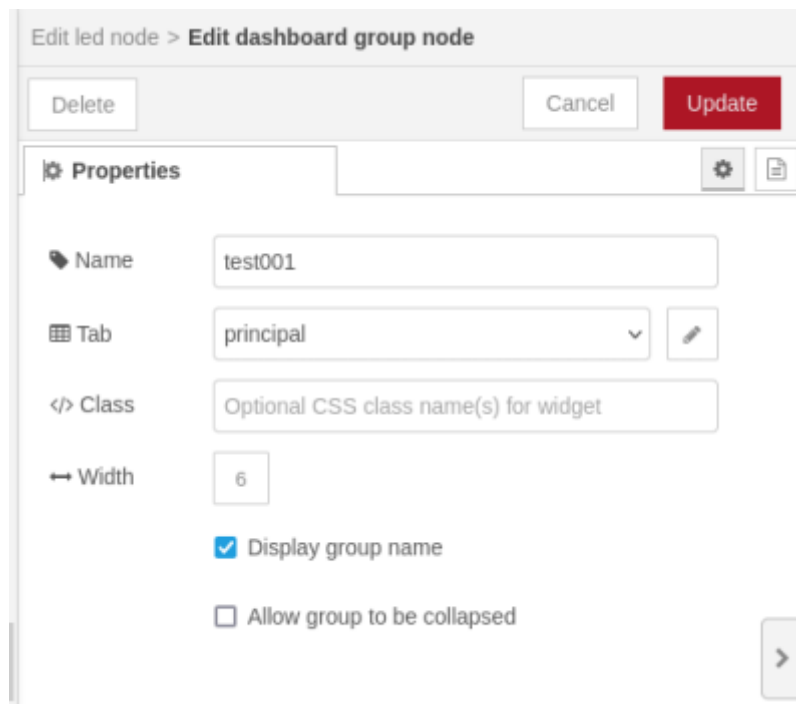 Edit led node > Edit dashboard group node
Delete Cancel Update
Properties
Name test001
Tab principal
</> Class Optional CSS class name(s) for widget
Width 6
Display group name
Allow group to be collapsed